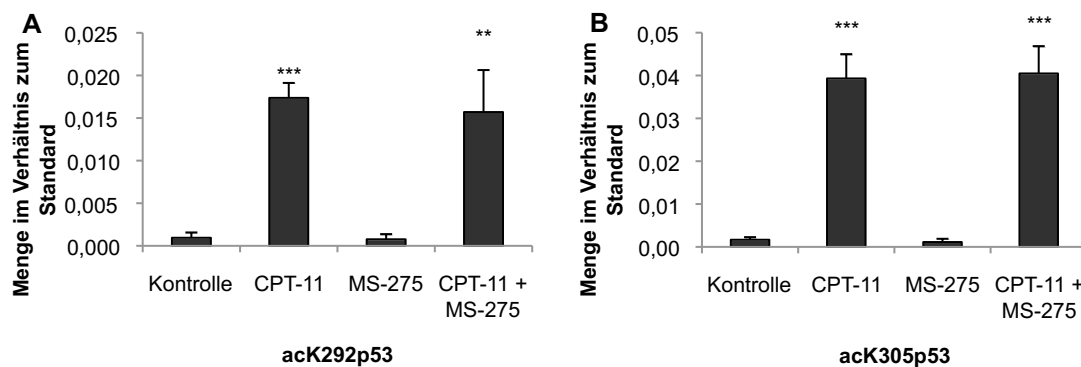 A
Menge im Verhältnis zum
Standard
0,025
0,020
0,015
0,010
0,005
0,000
***
**
Kontrolle
CPT-11
MS-275
CPT-11 +
MS-275
acK292p53
B
Menge im Verhältnis zum
Standard
0,05
0,04
0,03
0,02
0,01
0,00
***
***
Kontrolle
CPT-11
MS-275
CPT-11 +
MS-275
acK305p53